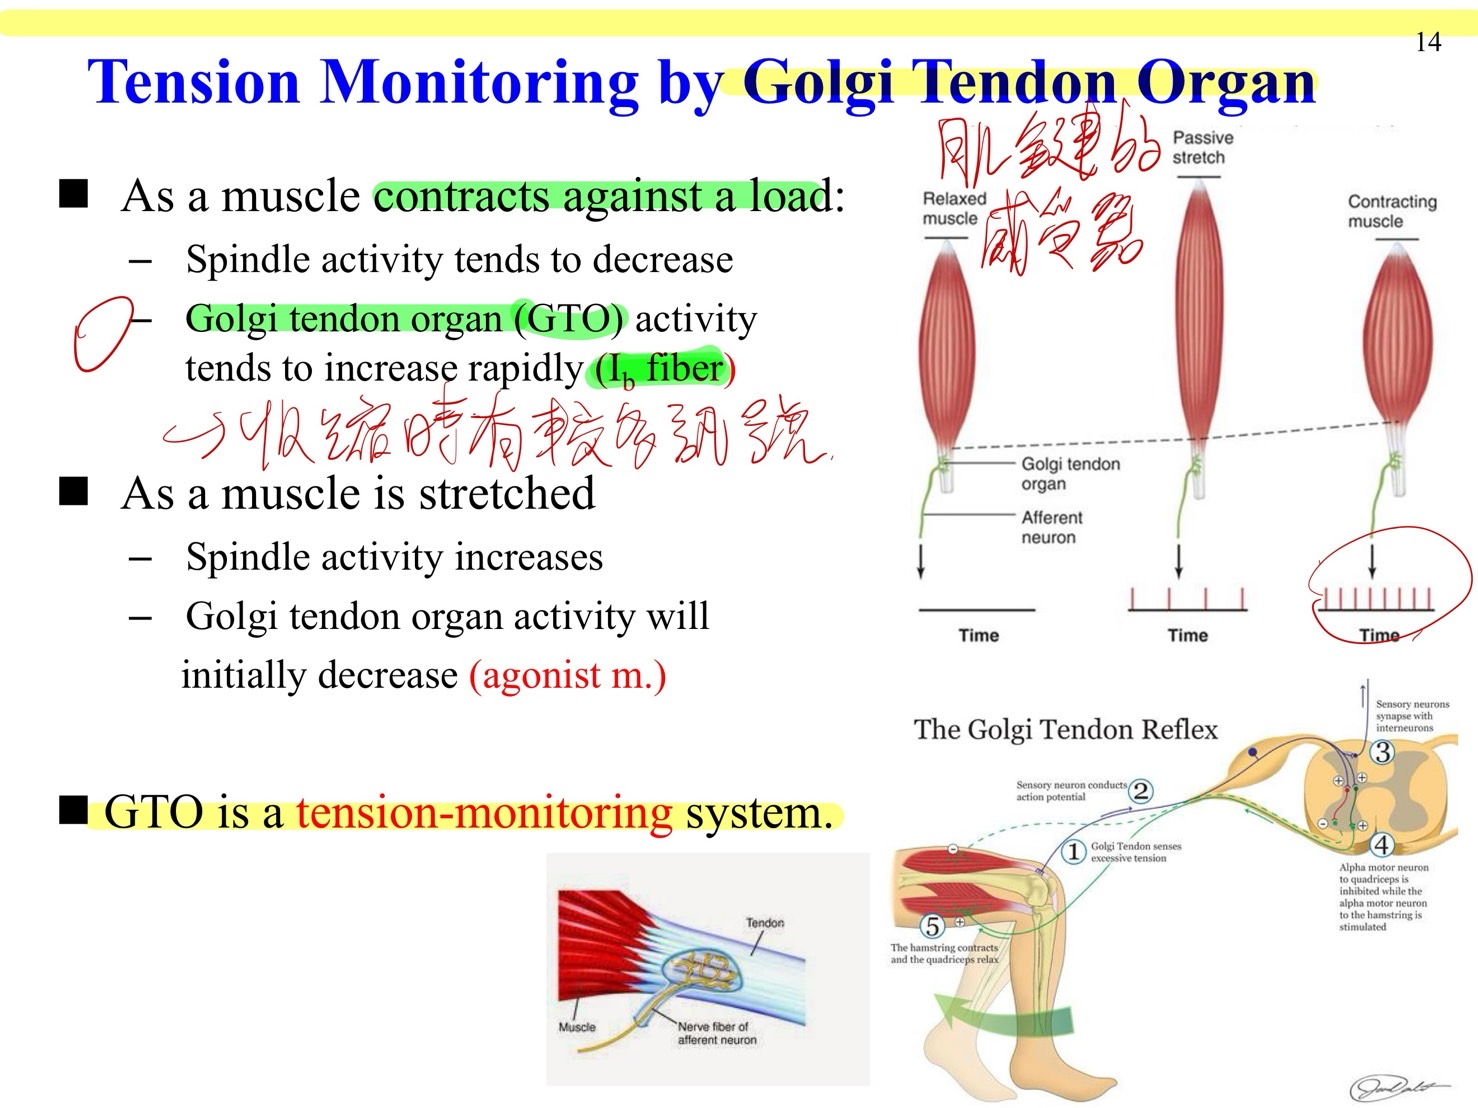 14
Tension Monitoring by Golgi Tendon Organ
肌鍵的
感受器
■ As a muscle contracts against a load:
– Spindle activity tends to decrease
– Golgi tendon organ (GTO) activity
tends to increase rapidly (Ib fiber)
→收縮時有較多訊號.
■ As a muscle is stretched
– Spindle activity increases
– Golgi tendon organ activity will
initially decrease (agonist m.)
■ GTO is a tension-monitoring system.
Relaxed
muscle
Passive
stretch
Contracting
muscle
Golgi tendon
organ
Afferent
neuron
Time
Time
Time
Tendon
Muscle
Nerve fiber of
afferent neuron
The Golgi Tendon Reflex
1
Golgi Tendon senses
excessive tension
2
Sensory neuron conducts
action potential
3
Sensory neurons
synapse with
interneurons
4
Alpha motor neuron
to quadriceps is
inhibited while the
alpha motor neuron
to the hamstring is
stimulated
5
The hamstring contracts
and the quadriceps relax